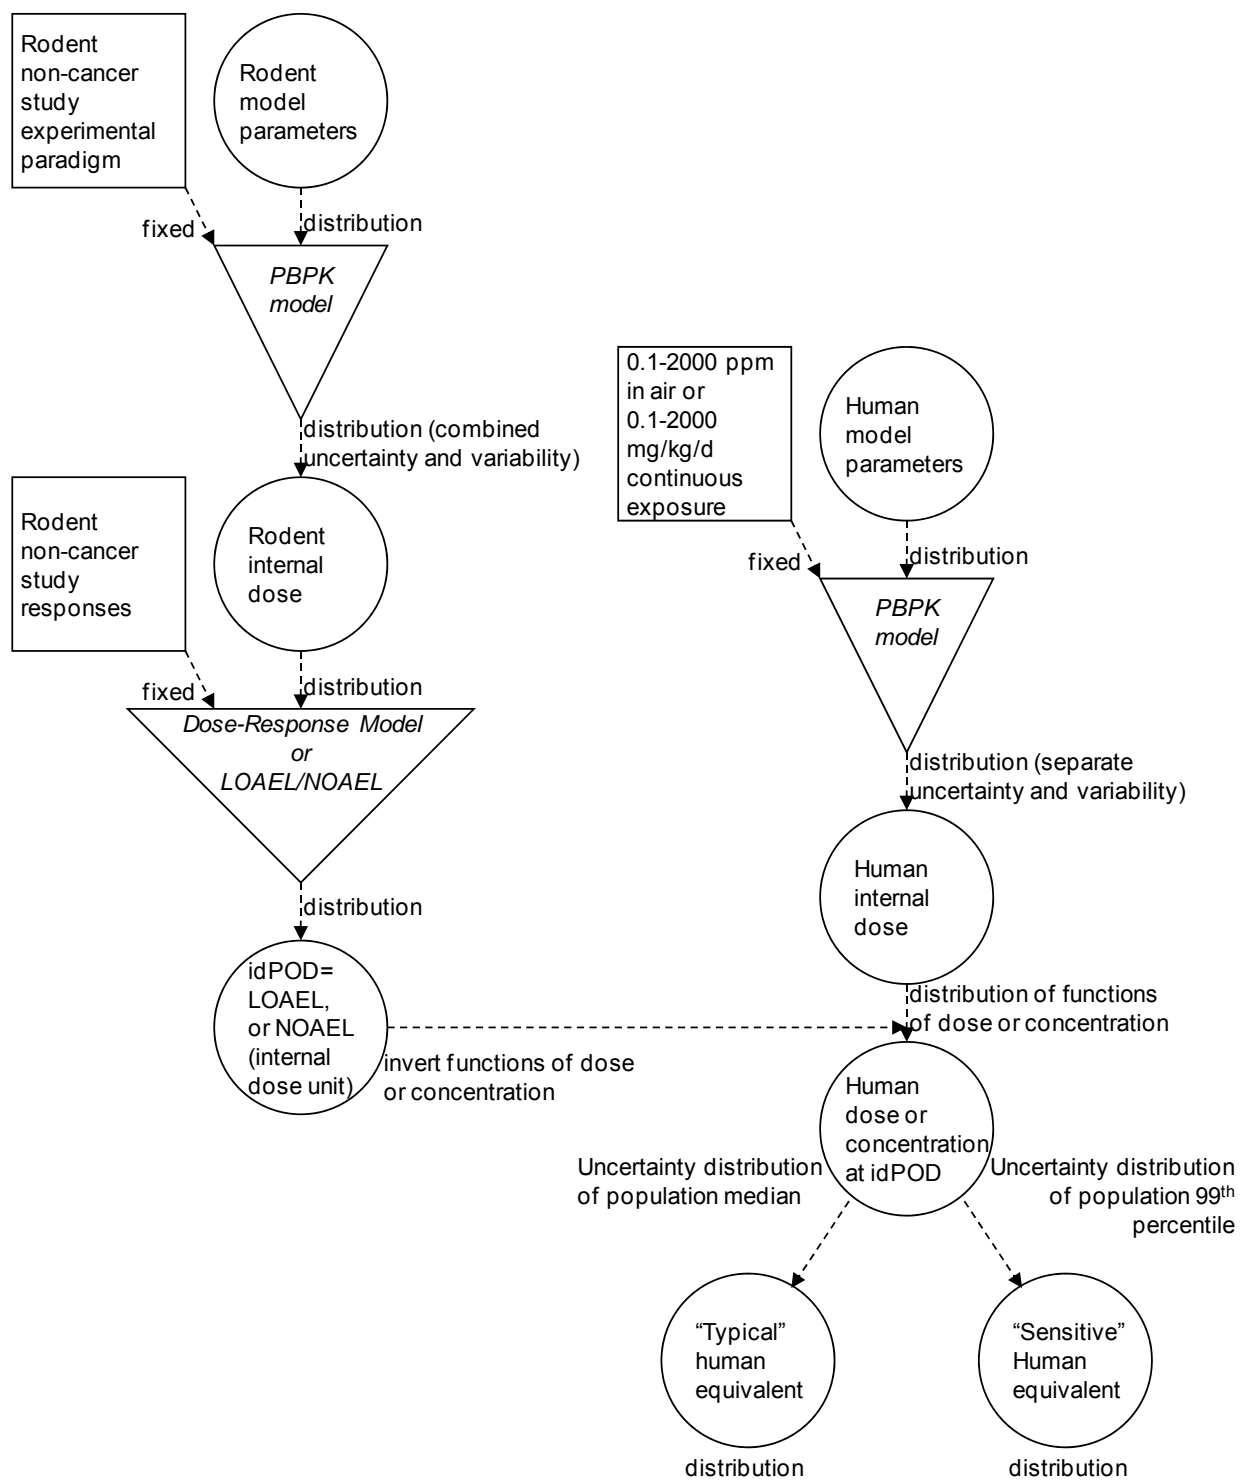 Rodent
non-cancer
study
experimental
paradigm
Rodent
model
parameters
fixed
distribution
PBPK
model
distribution (combined
uncertainty and variability)
Rodent
non-cancer
study
responses
Rodent
internal
dose
fixed
distribution
Dose-Response Model
or
LOAEL/NOAEL
distribution
idPOD=
LOAEL,
or NOAEL
(internal
dose unit)
invert functions of dose
or concentration
0.1-2000 ppm
in air or
0.1-2000
mg/kg/d
continuous
exposure
Human
model
parameters
fixed
distribution
PBPK
model
distribution (separate
uncertainty and variability)
Human
internal
dose
distribution of functions
of dose or concentration
Human
dose or
concentration
at idPOD
Uncertainty distribution
of population median
Uncertainty distribution
of population 99th
percentile
“Typical”
human
equivalent
“Sensitive”
Human
equivalent
distribution
distribution